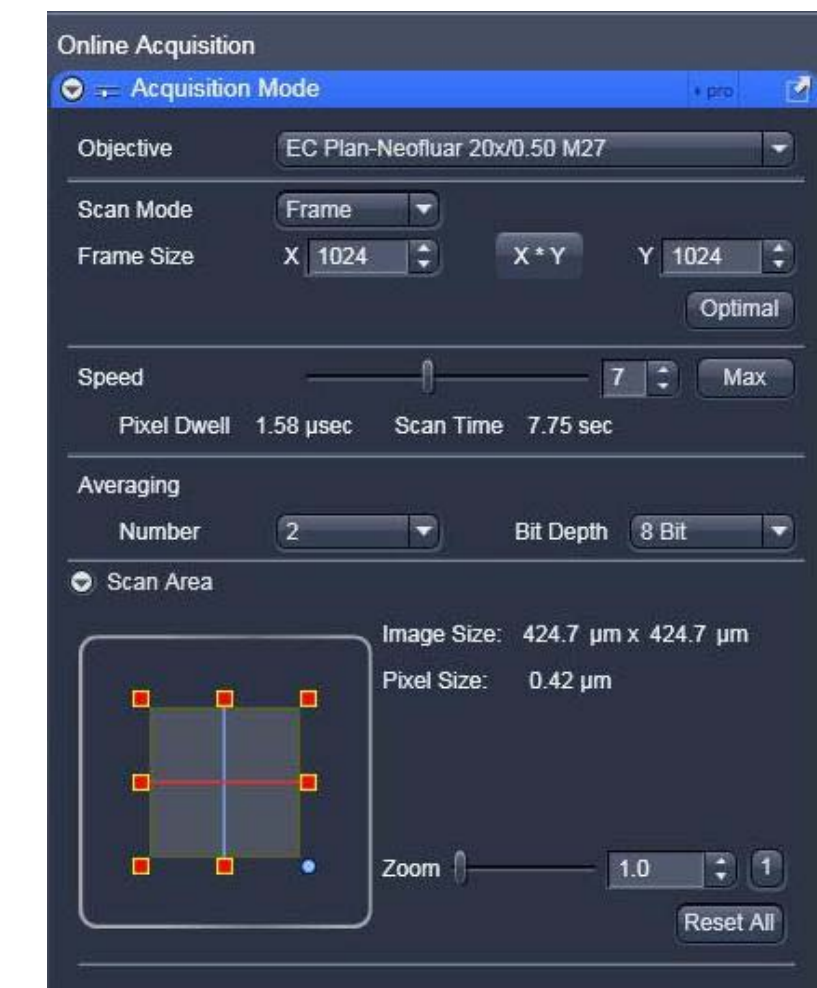 Online Acquisition
Acquisition Mode pro
Objective EC Plan-Neofluar 20x/0.50 M27
Scan Mode Frame
Frame Size X 1024 X * Y Y 1024
Optimal
Speed 7 Max
Pixel Dwell 1.58 µsec Scan Time 7.75 sec
Averaging
Number 2 Bit Depth 8 Bit
Scan Area
Image Size: 424.7 µm x 424.7 µm
Pixel Size: 0.42 µm
Zoom 1.0 1
Reset All